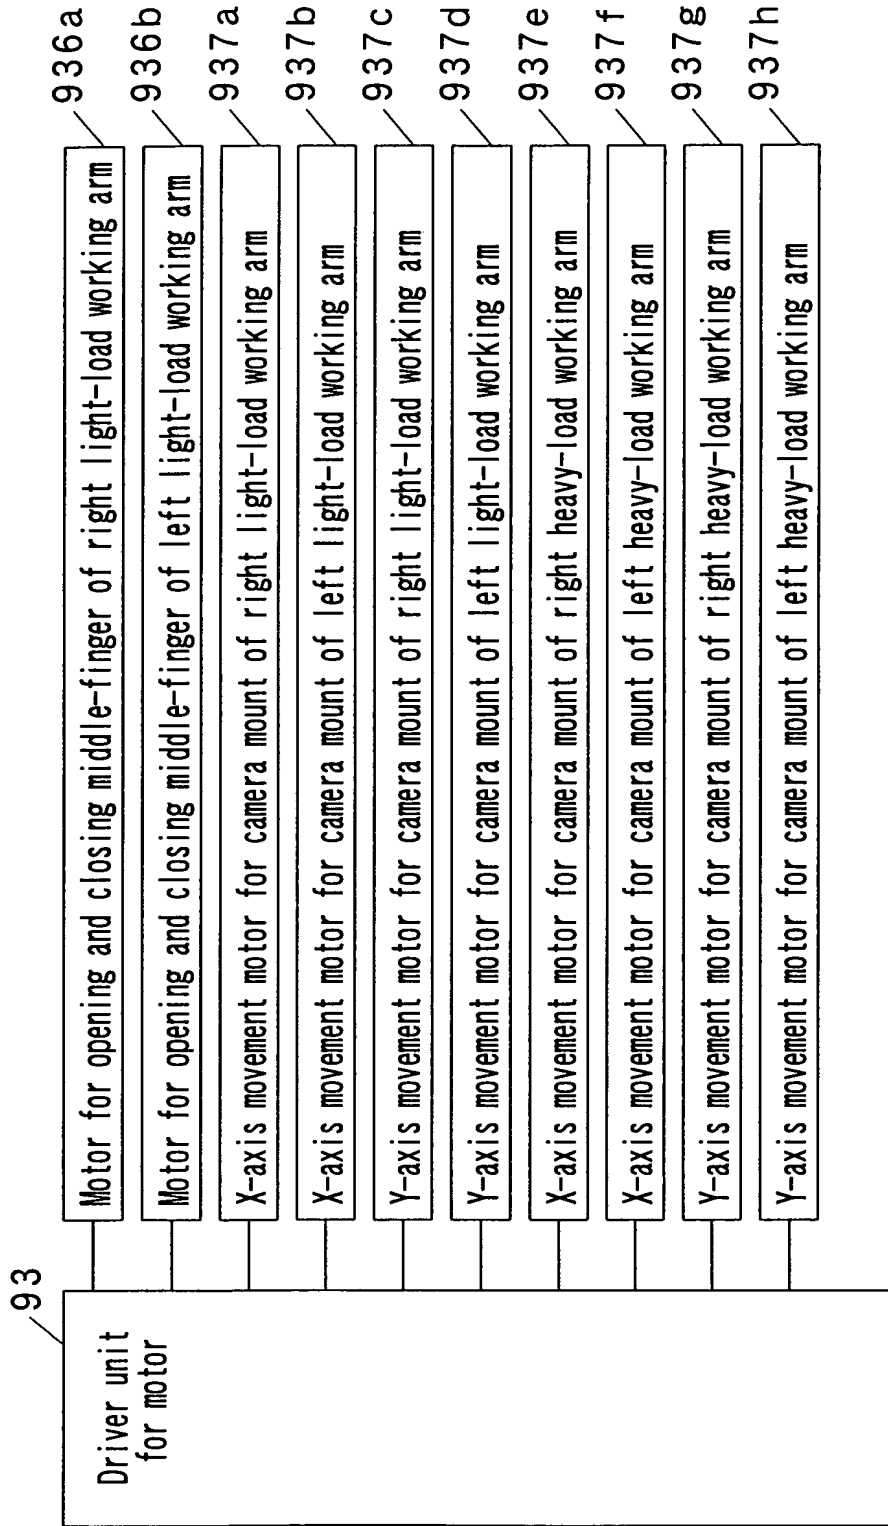 93
Driver unit
for motor
Motor for opening and closing middle-finger of right light-load working arm
936a
Motor for opening and closing middle-finger of left light-load working arm
936b
X-axis movement motor for camera mount of right light-load working arm
937a
X-axis movement motor for camera mount of left light-load working arm
937b
Y-axis movement motor for camera mount of right light-load working arm
937c
Y-axis movement motor for camera mount of left light-load working arm
937d
X-axis movement motor for camera mount of right heavy-load working arm
937e
X-axis movement motor for camera mount of left heavy-load working arm
937f
Y-axis movement motor for camera mount of right heavy-load working arm
937g
Y-axis movement motor for camera mount of left heavy-load working arm
937h